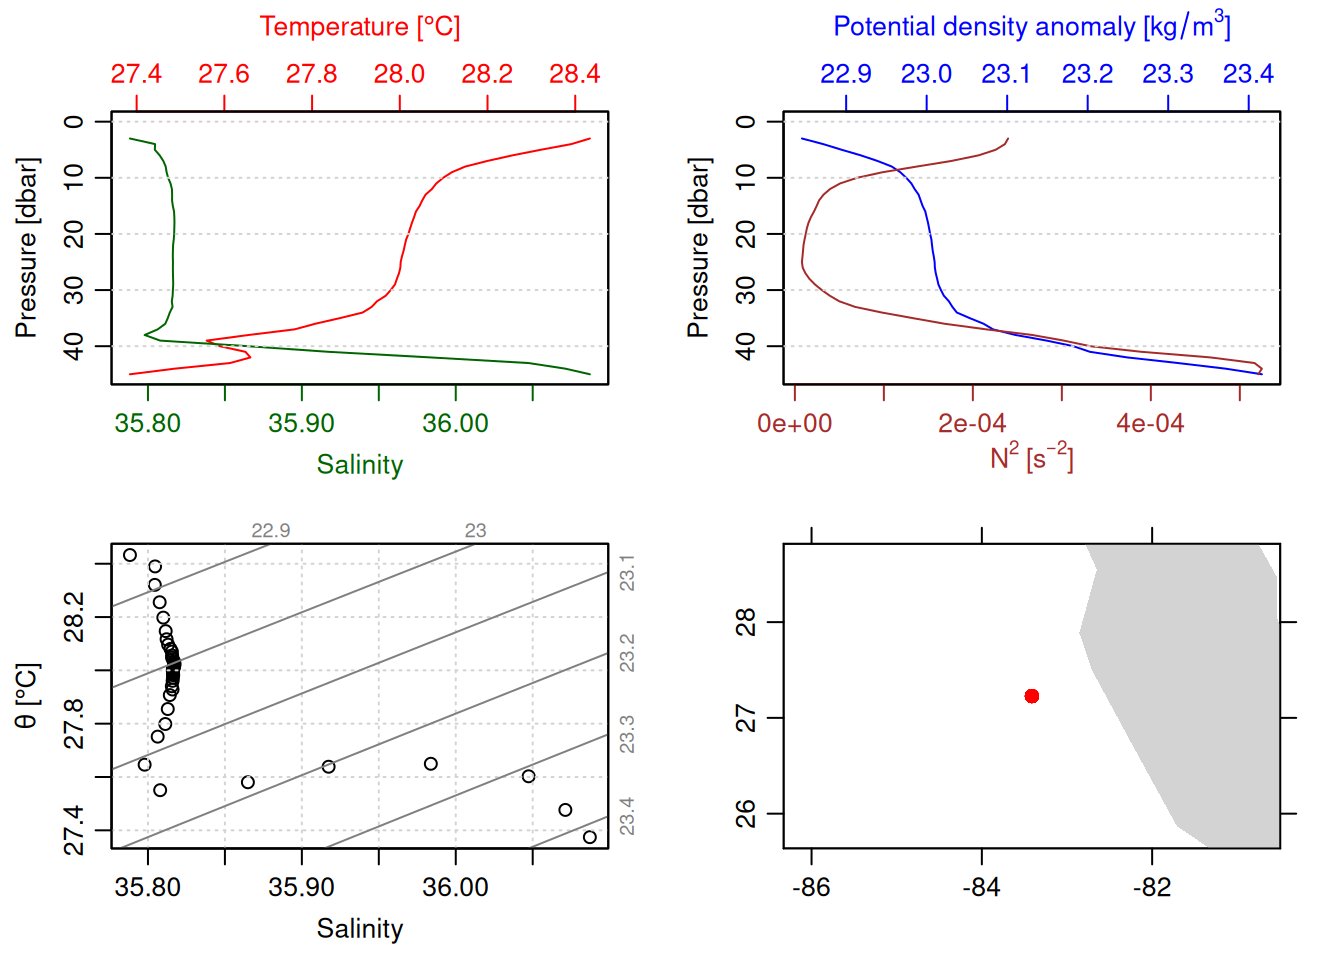 Temperature [°C]
27.4 27.6 27.8 28.0 28.2 28.4
Pressure [dbar]
0
10
20
30
40
35.80 35.90 36.00
Salinity
Potential density anomaly [kg/m³]
22.9 23.0 23.1 23.2 23.3 23.4
Pressure [dbar]
0
10
20
30
40
0e+00 2e-04 4e-04
N² [s⁻²]
22.9 23
23.1
23.2
23.3
23.4
θ [°C]
28.2
27.8
27.4
35.80 35.90 36.00
Salinity
28
27
26
-86 -84 -82